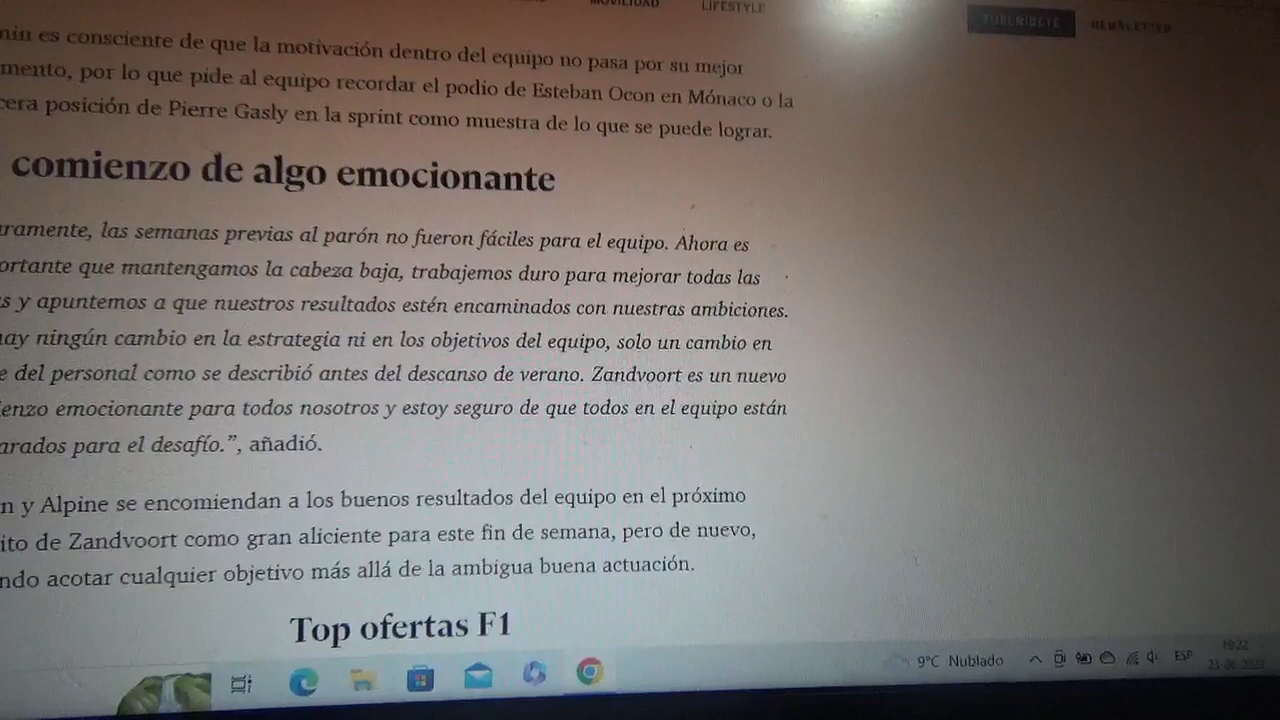 MOVILIDAD LIFESTYLE SUSCRÍBETE NEWSLETTER
es consciente de que la motivación dentro del equipo no pasa por su mejor
mento, por lo que pide al equipo recordar el podio de Esteban Ocon en Mónaco o la
cera posición de Pierre Gasly en la sprint como muestra de lo que se puede lograr.
comienzo de algo emocionante
ramente, las semanas previas al parón no fueron fáciles para el equipo. Ahora es
ortante que mantengamos la cabeza baja, trabajemos duro para mejorar todas las
s y apuntemos a que nuestros resultados estén encaminados con nuestras ambiciones.
hay ningún cambio en la estrategia ni en los objetivos del equipo, solo un cambio en
e del personal como se describió antes del descanso de verano. Zandvoort es un nuevo
enzo emocionante para todos nosotros y estoy seguro de que todos en el equipo están
arados para el desafío.”, añadió.
n y Alpine se encomiendan a los buenos resultados del equipo en el próximo
ito de Zandvoort como gran aliciente para este fin de semana, pero de nuevo,
ndo acotar cualquier objetivo más allá de la ambigua buena actuación.
Top ofertas F1
9°C Nublado ESP